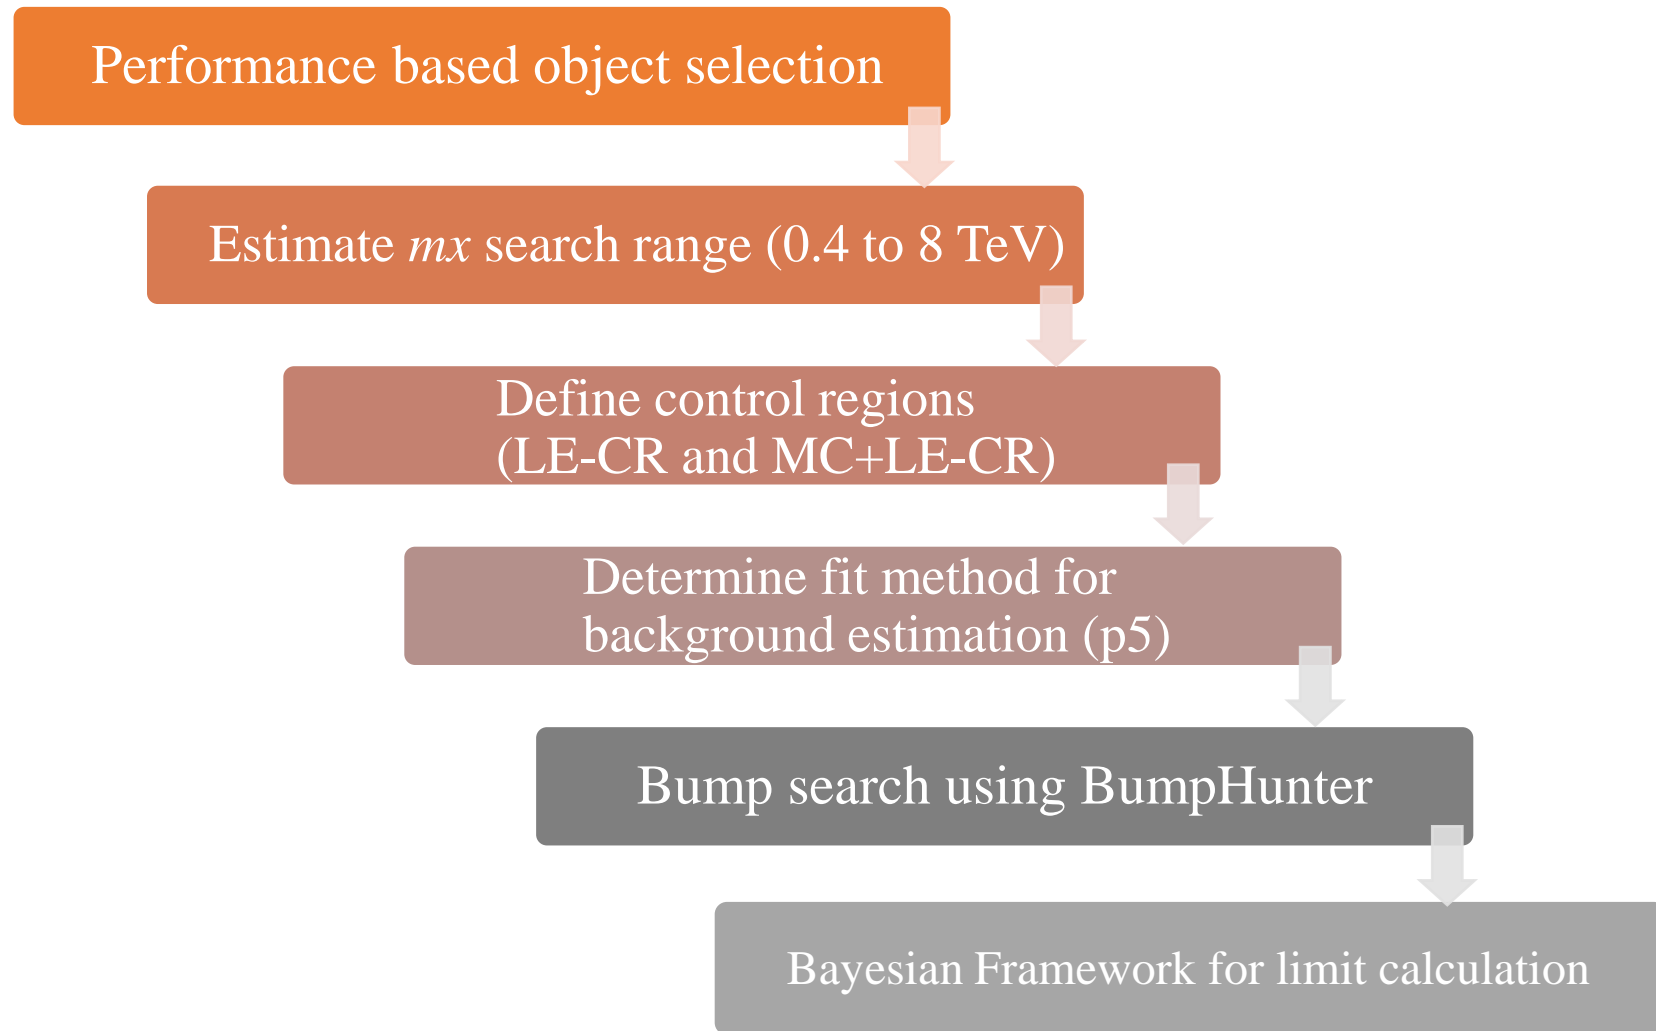 Performance based object selection
Estimate mx search range (0.4 to 8 TeV)
Define control regions
(LE-CR and MC+LE-CR)
Determine fit method for
background estimation (p5)
Bump search using BumpHunter
Bayesian Framework for limit calculation